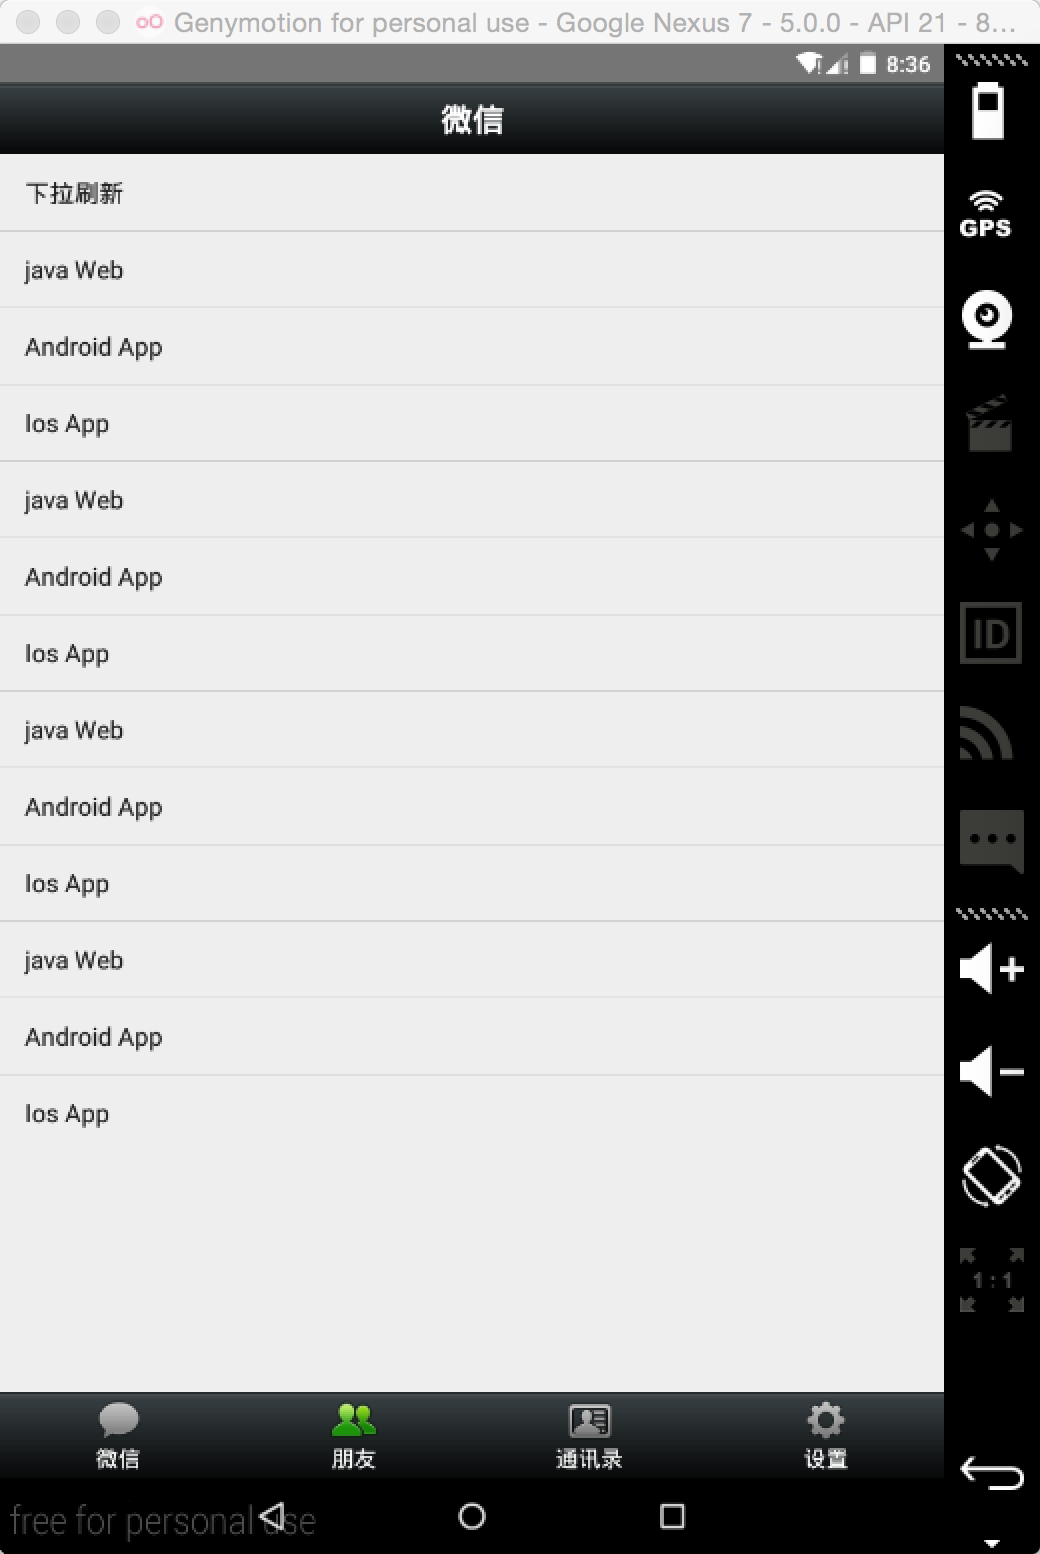 Genymotion for personal use - Google Nexus 7 - 5.0.0 - API 21 - 8...
8:36
微信
GPS
下拉刷新
java Web
Android App
Ios App
java Web
Android App
Ios App
ID
java Web
Android App
Ios App
java Web
Android App
Ios App
1:1
微信
朋友
通讯录
设置
free for personal use